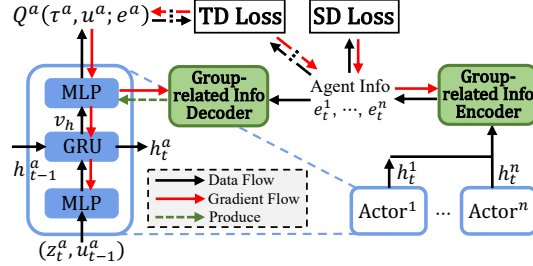 Q^a(τ^a, u^a; e^a)
TD Loss
SD Loss
MLP
v_h
GRU
MLP
h_{t-1}^a
h_t^a
(z_t^a, u_{t-1}^a)
Group-
related Info
Decoder
Agent Info
e_t^1, ⋯, e_t^n
Group-
related Info
Encoder
Data Flow
Gradient Flow
Produce
h_t^1
h_t^n
Actor^1
...
Actor^n